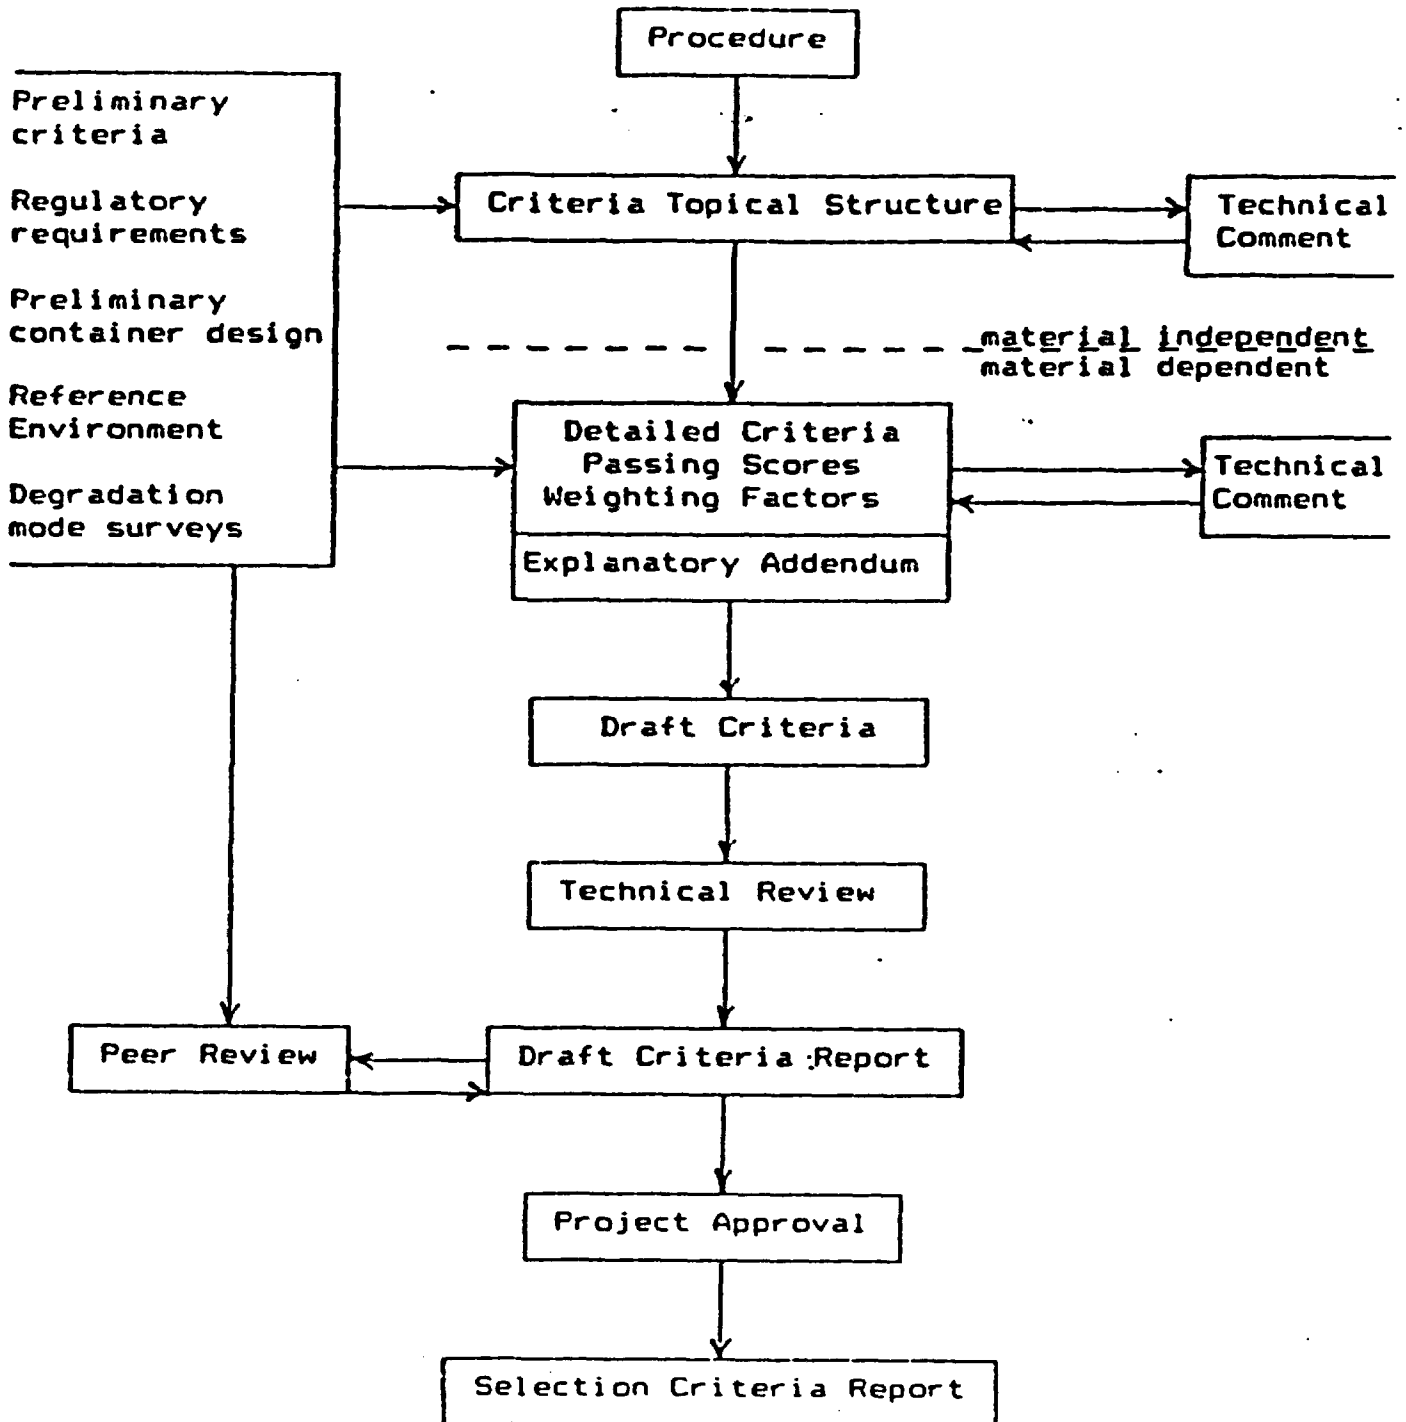 Procedure
Preliminary
criteria
Regulatory
requirements
Preliminary
container design
Reference
Environment
Degradation
mode surveys
Criteria Topical Structure
Technical
Comment
material independent
material dependent
Detailed Criteria
Passing Scores
Weighting Factors
Explanatory Addendum
Technical
Comment
Draft Criteria
Technical Review
Peer Review
Draft Criteria Report
Project Approval
Selection Criteria Report